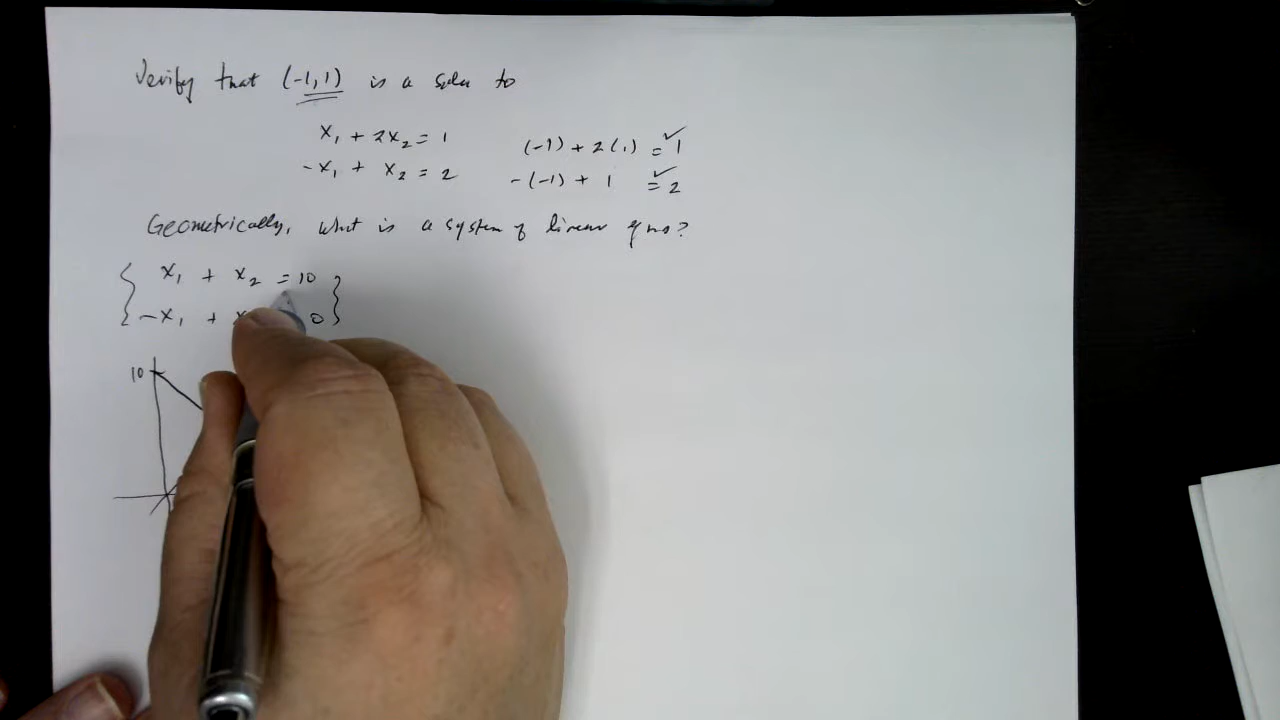 Verify that (-1,1) is a soln to
x₁ + 2x₂ = 1 (-1) + 2(1) = 1 ✓
-x₁ + x₂ = 2 -(-1) + 1 = 2 ✓
Geometrically, what is a system of linear eqns?
{ x₁ + x₂ = 10 }
-x₁ + x 0
10